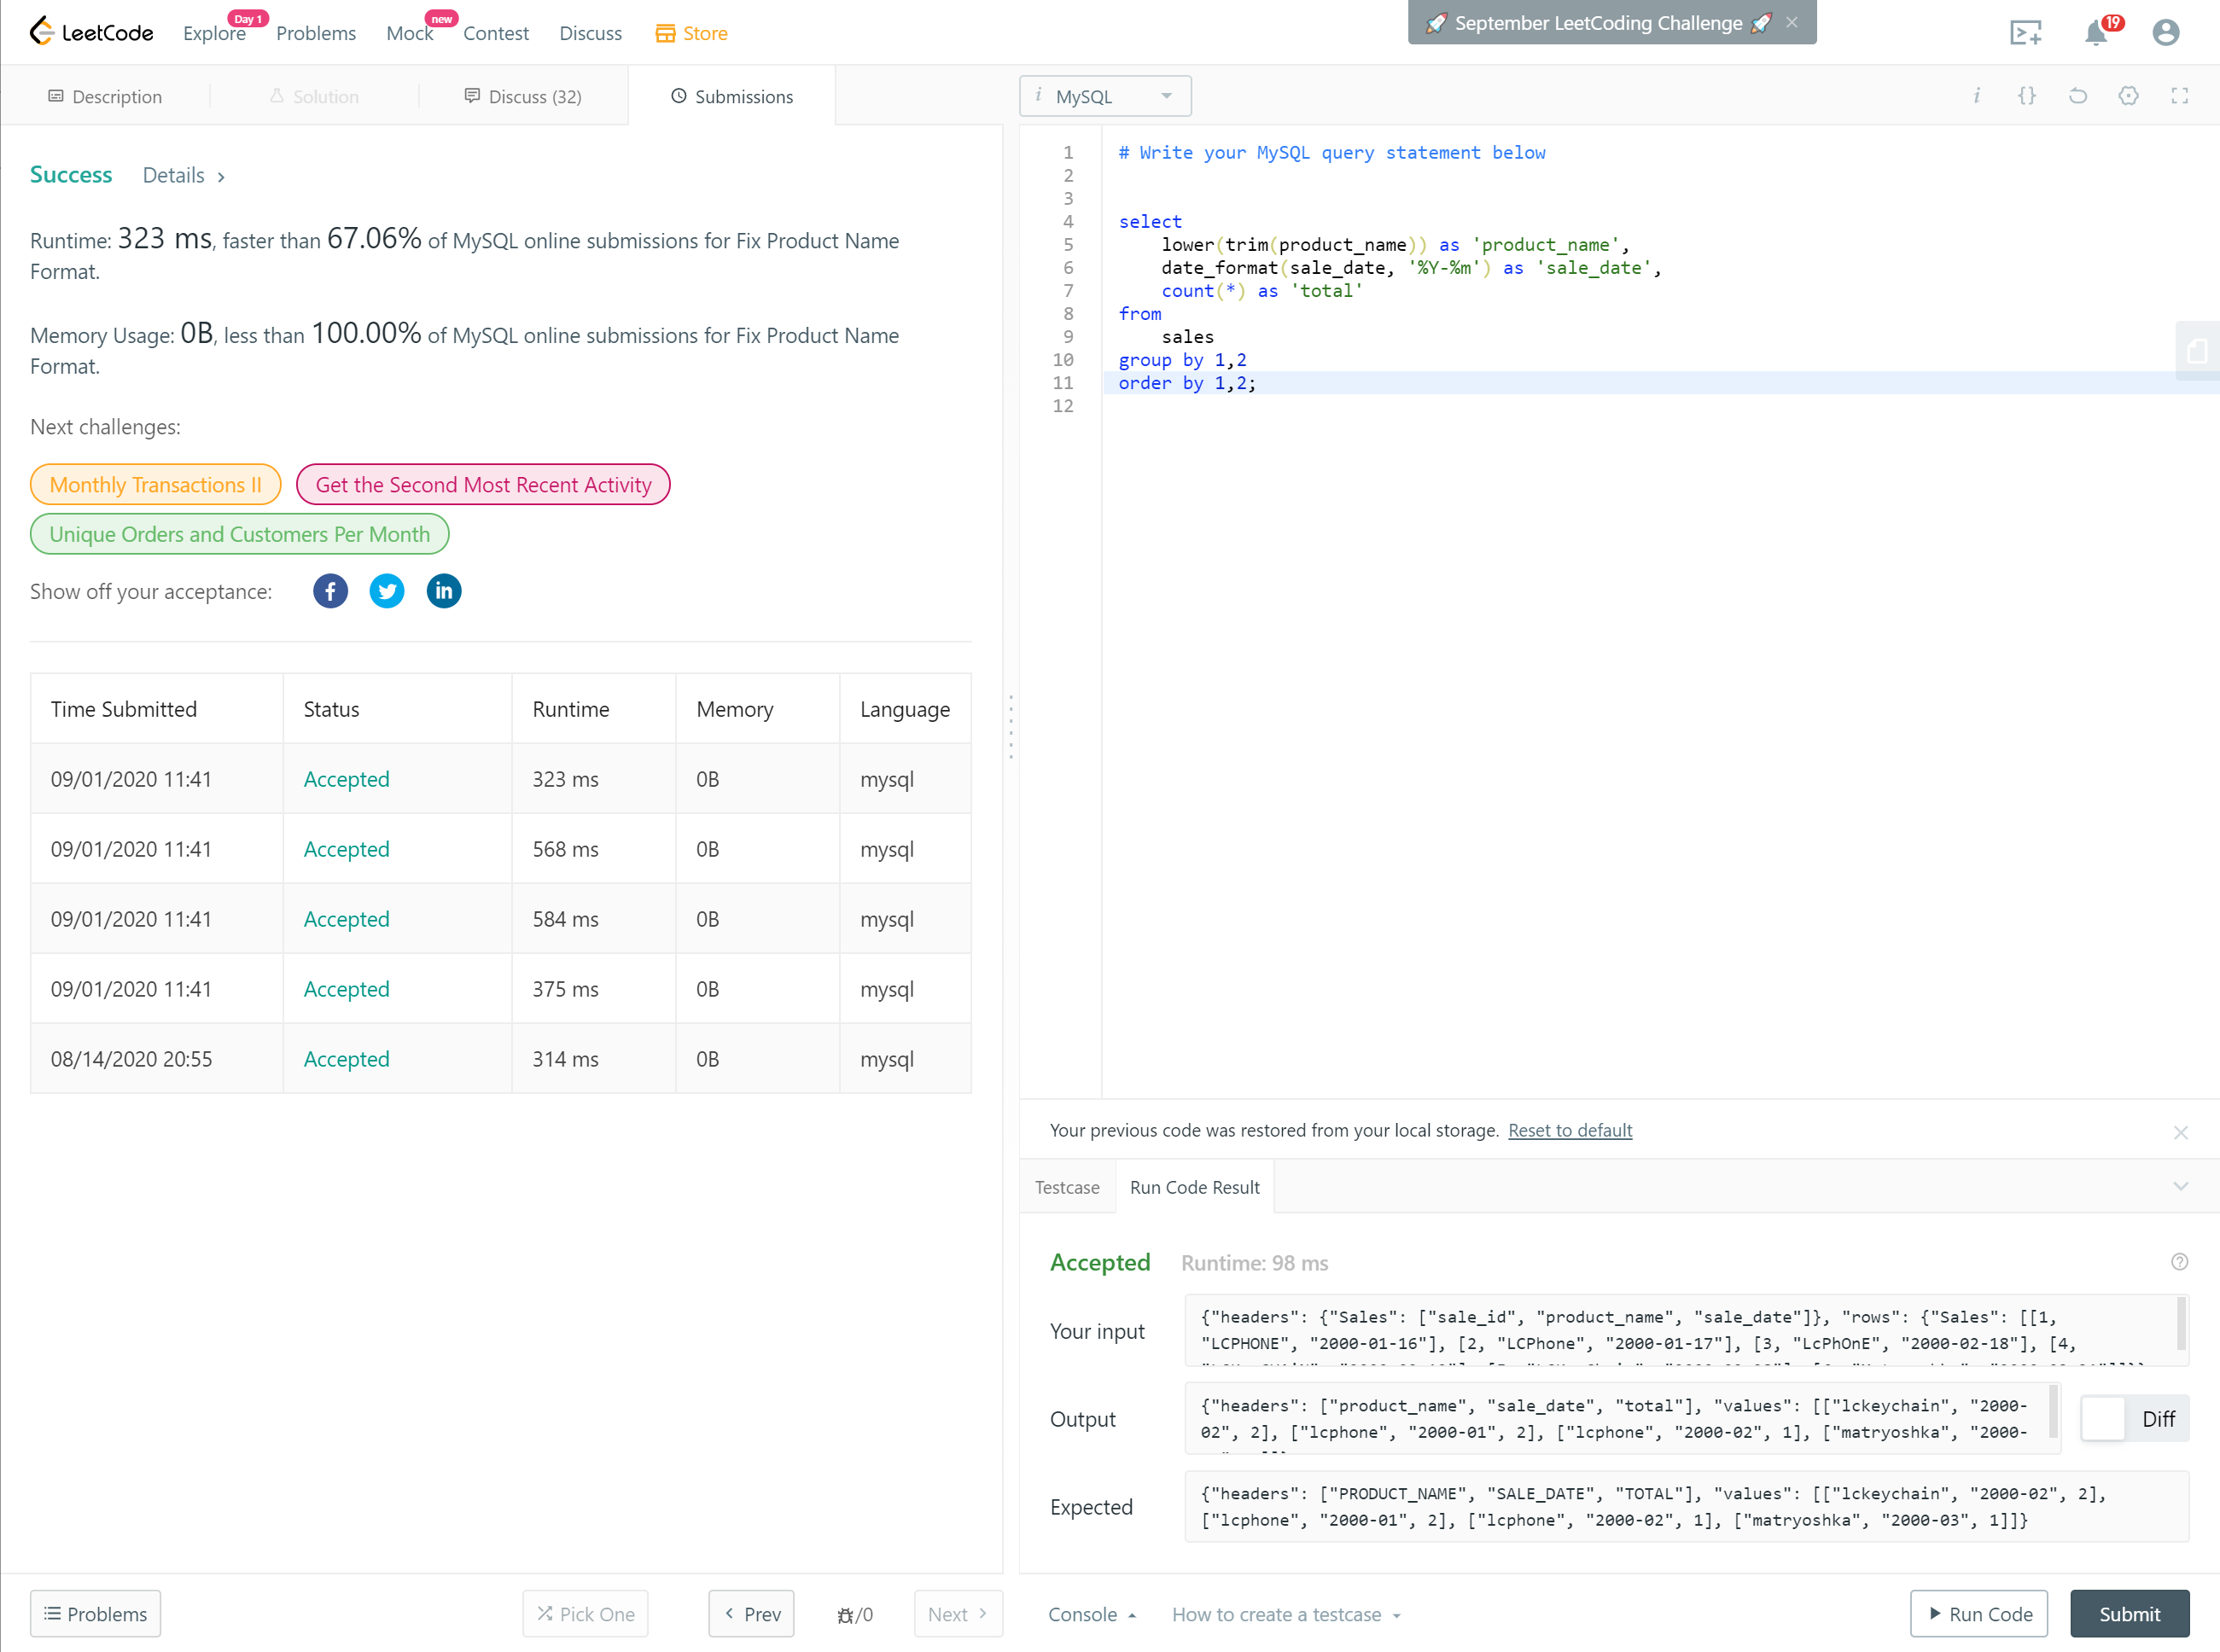 LeetCode
Explore
Day 1
Problems
Mock
new
Contest
Discuss
Store
🚀 September LeetCoding Challenge 🚀 ×
19
Description
Solution
Discuss (32)
Submissions
i MySQL
Success Details >
Runtime: 323 ms, faster than 67.06% of MySQL online submissions for Fix Product Name
Format.
Memory Usage: 0B, less than 100.00% of MySQL online submissions for Fix Product Name
Format.
Next challenges:
Monthly Transactions II
Get the Second Most Recent Activity
Unique Orders and Customers Per Month
Show off your acceptance:
Time Submitted Status Runtime Memory Language
09/01/2020 11:41 Accepted 323 ms 0B mysql
09/01/2020 11:41 Accepted 568 ms 0B mysql
09/01/2020 11:41 Accepted 584 ms 0B mysql
09/01/2020 11:41 Accepted 375 ms 0B mysql
08/14/2020 20:55 Accepted 314 ms 0B mysql
1 # Write your MySQL query statement below
2
3
4 select
5 lower(trim(product_name)) as 'product_name',
6 date_format(sale_date, '%Y-%m') as 'sale_date',
7 count(*) as 'total'
8 from
9 sales
10 group by 1,2
11 order by 1,2;
12
Your previous code was restored from your local storage. Reset to default
Testcase
Run Code Result
Accepted Runtime: 98 ms
Your input
{"headers": {"Sales": ["sale_id", "product_name", "sale_date"]}, "rows": {"Sales": [[1,
"LCPHONE", "2000-01-16"], [2, "LCPhone", "2000-01-17"], [3, "LcPhOnE", "2000-02-18"], [4,
Output
{"headers": ["product_name", "sale_date", "total"], "values": [["lckeychain", "2000-
02", 2], ["lcphone", "2000-01", 2], ["lcphone", "2000-02", 1], ["matryoshka", "2000-
Diff
Expected
{"headers": ["PRODUCT_NAME", "SALE_DATE", "TOTAL"], "values": [["lckeychain", "2000-02", 2],
["lcphone", "2000-01", 2], ["lcphone", "2000-02", 1], ["matryoshka", "2000-03", 1]]}
Problems
Pick One
< Prev
/0
Next >
Console
How to create a testcase
Run Code
Submit